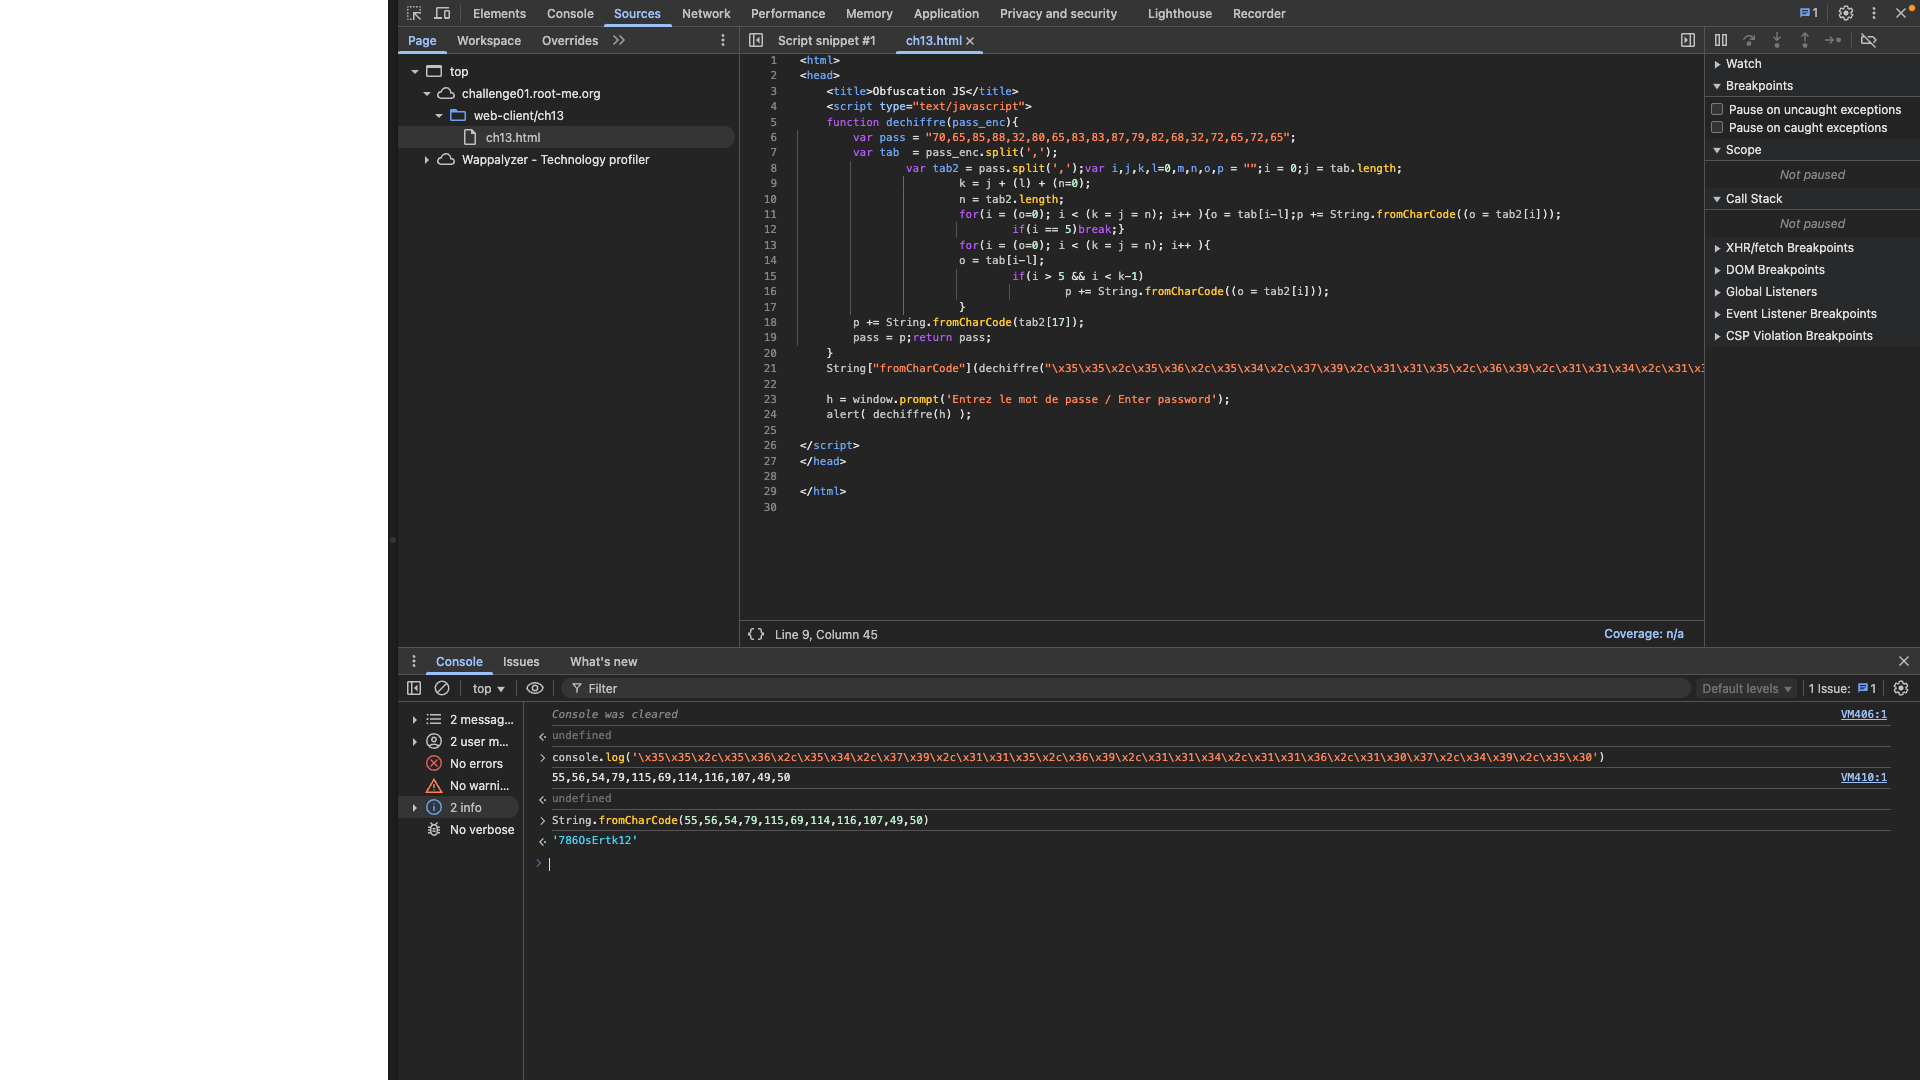 Elements Console Sources Network Performance Memory Application Privacy and security Lighthouse Recorder 1
Page Workspace Overrides
Script snippet #1 ch13.html
top
challenge01.root-me.org
web-client/ch13
ch13.html
Wappalyzer - Technology profiler
1 <html>
2 <head>
3 <title>Obfuscation JS</title>
4 <script type="text/javascript">
5 function dechiffre(pass_enc){
6 var pass = "70,65,85,88,32,80,65,83,83,87,79,82,68,32,72,65,72,65";
7 var tab  = pass_enc.split(',');
8 var tab2 = pass.split(',');var i,j,k,l=0,m,n,o,p = "";i = 0;j = tab.length;
9 k = j + (l) + (n=0);
10 n = tab2.length;
11 for(i = (o=0); i < (k = j = n); i++ ){o = tab[i-l];p += String.fromCharCode((o = tab2[i]));
12 if(i == 5)break;}
13 for(i = (o=0); i < (k = j = n); i++ ){
14 o = tab[i-l];
15 if(i > 5 && i < k-1)
16 p += String.fromCharCode((o = tab2[i]));
17 }
18 p += String.fromCharCode(tab2[17]);
19 pass = p;return pass;
20 }
21 String["fromCharCode"](dechiffre("\x35\x35\x2c\x35\x36\x2c\x35\x34\x2c\x37\x39\x2c\x31\x31\x35\x2c\x36\x39\x2c\x31\x31\x34\x2c\x31\x3
22
23 h = window.prompt('Entrez le mot de passe / Enter password');
24 alert( dechiffre(h) );
25
26 </script>
27 </head>
28
29 </html>
30
Line 9, Column 45
Coverage: n/a
Watch
Breakpoints
Pause on uncaught exceptions
Pause on caught exceptions
Scope
Not paused
Call Stack
Not paused
XHR/fetch Breakpoints
DOM Breakpoints
Global Listeners
Event Listener Breakpoints
CSP Violation Breakpoints
Console Issues What's new
top Filter Default levels 1 Issue: 1
2 messag...
2 user m...
No errors
No warni...
2 info
No verbose
Console was cleared VM406:1
undefined
console.log('\x35\x35\x2c\x35\x36\x2c\x35\x34\x2c\x37\x39\x2c\x31\x31\x35\x2c\x36\x39\x2c\x31\x31\x34\x2c\x31\x31\x36\x2c\x31\x30\x37\x2c\x34\x39\x2c\x35\x30')
55,56,54,79,115,69,114,116,107,49,50 VM410:1
undefined
String.fromCharCode(55,56,54,79,115,69,114,116,107,49,50)
'786OsErtk12'